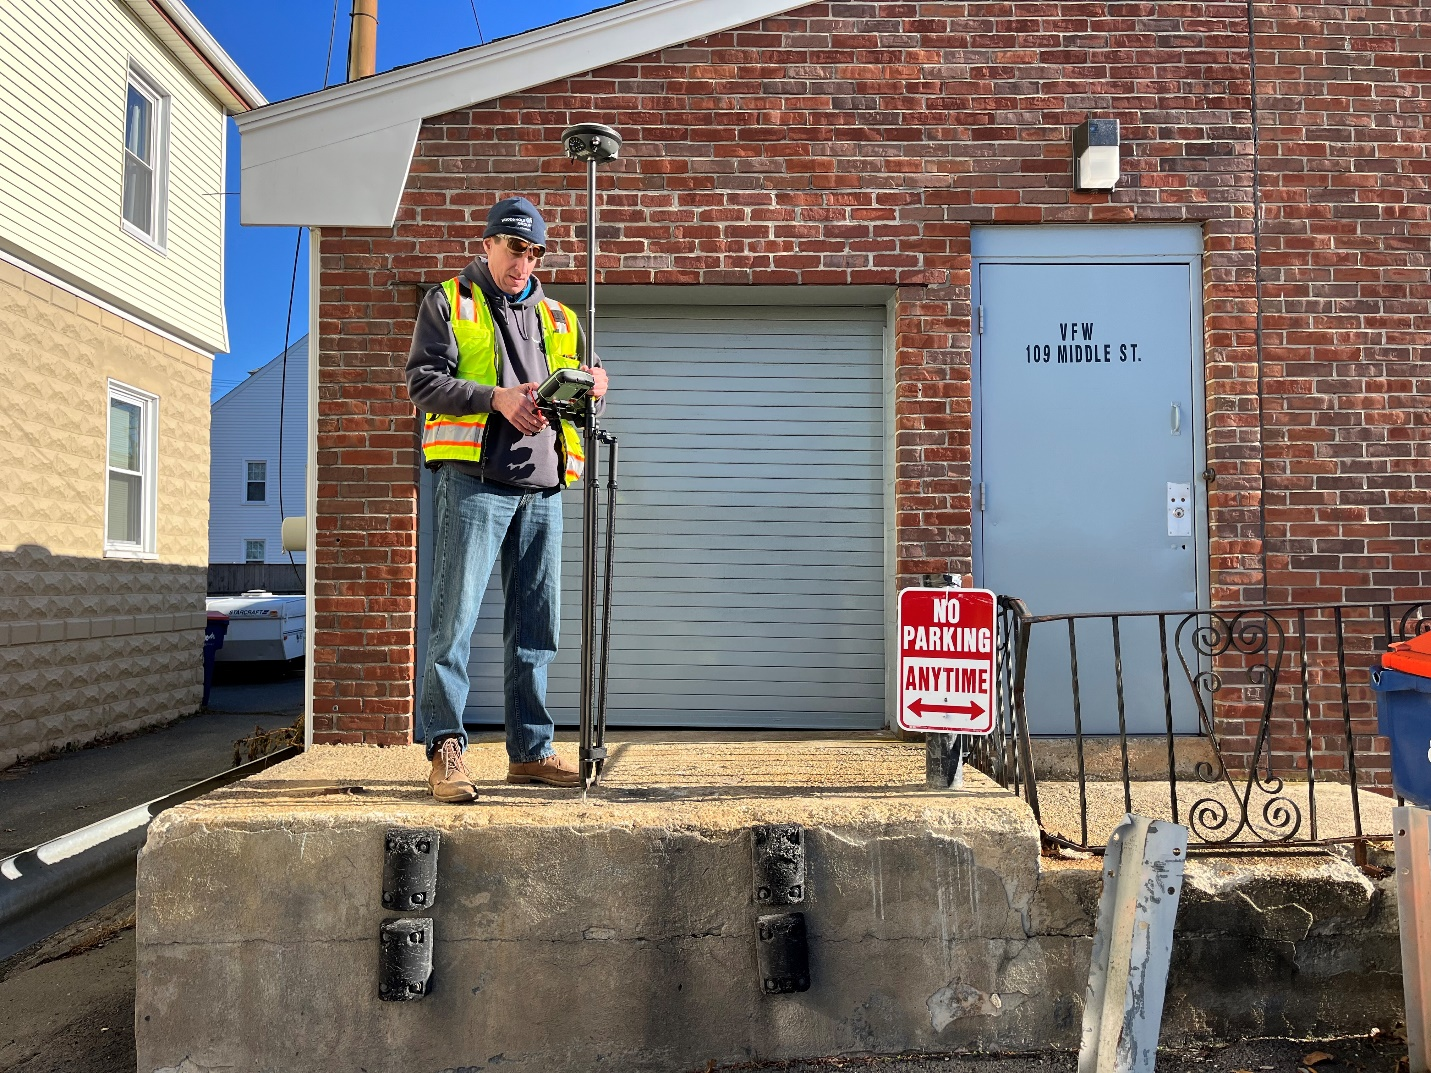 VFW
109 MIDDLE ST.
NO
PARKING
ANYTIME
STARCRAFT